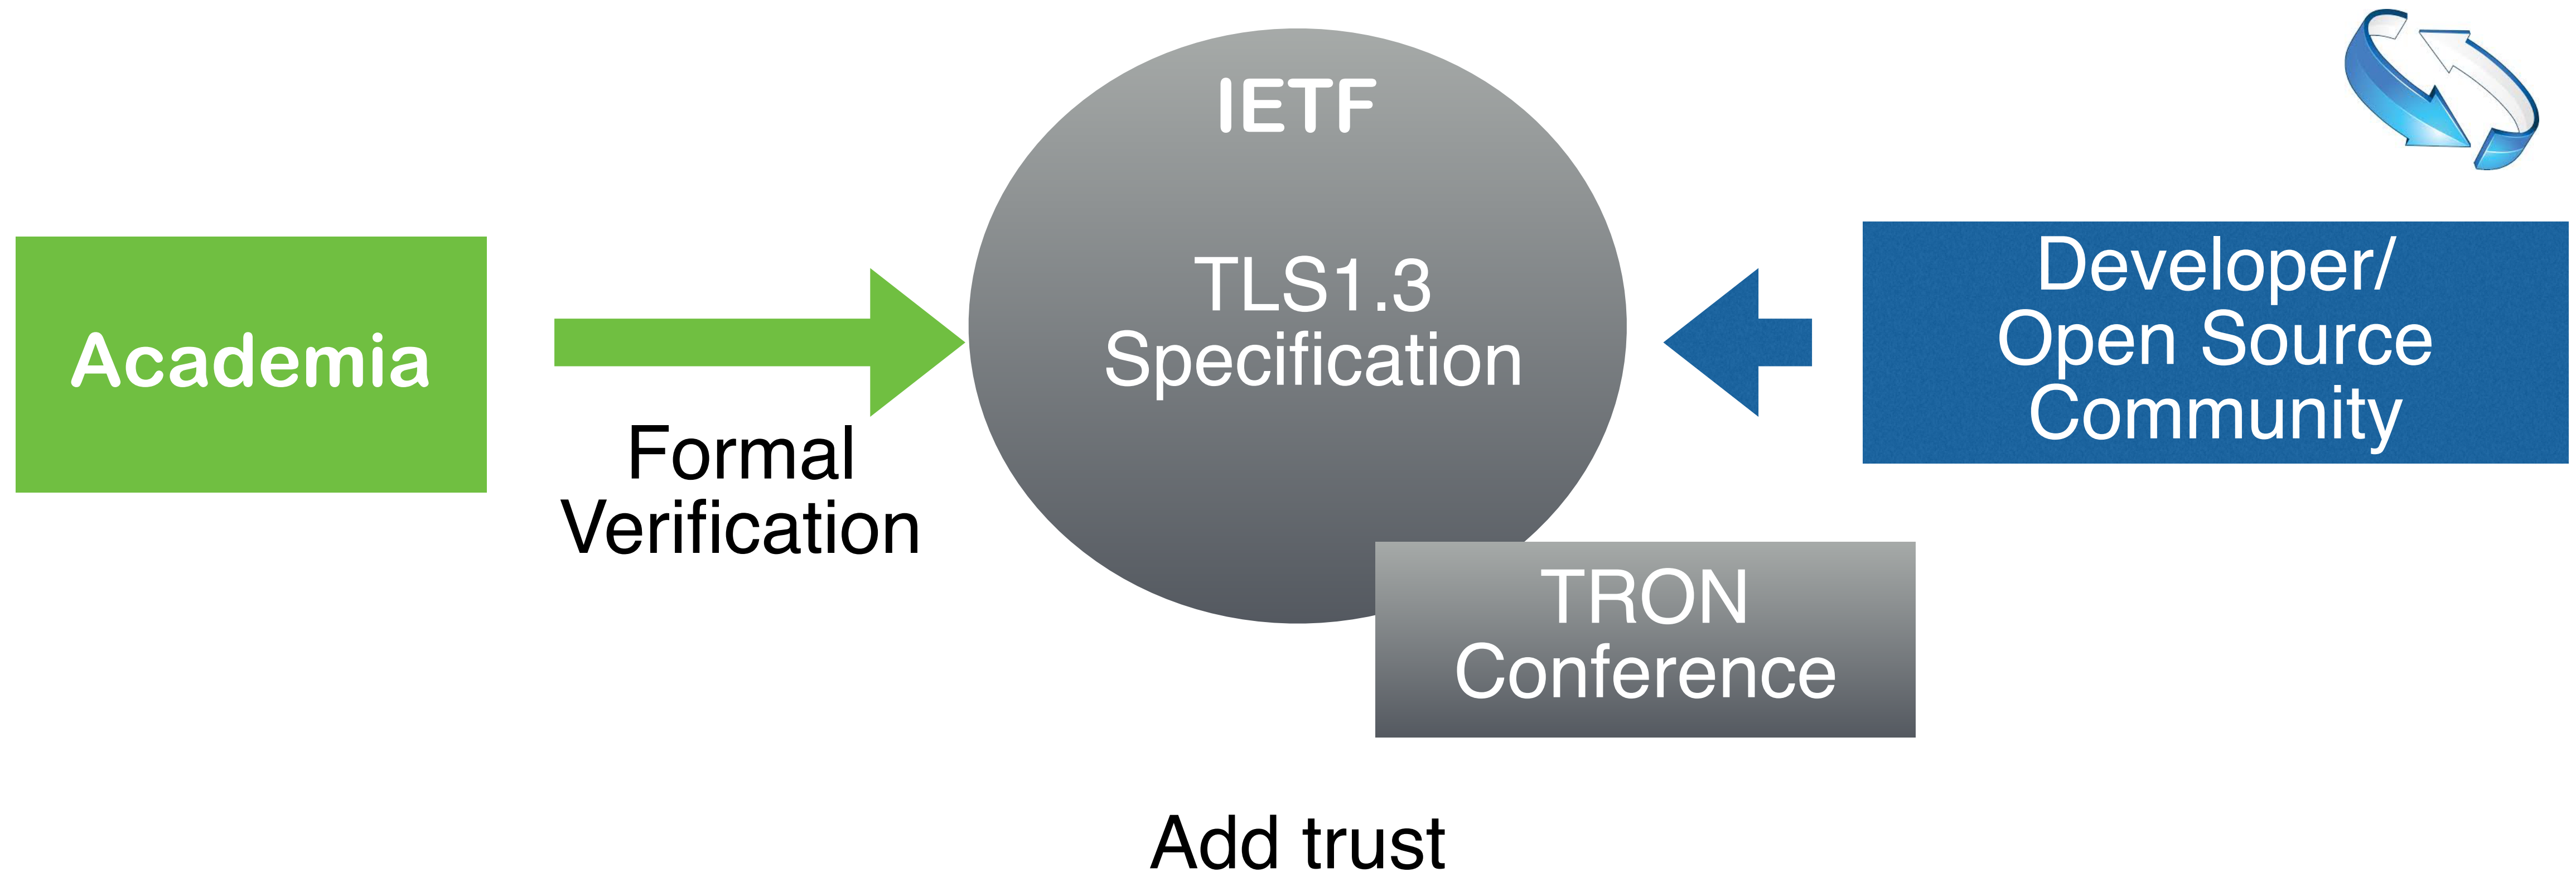 IETF
Academia
Formal
Verification
TLS1.3
Specification
Developer/
Open Source
Community
TRON
Conference
Add trust